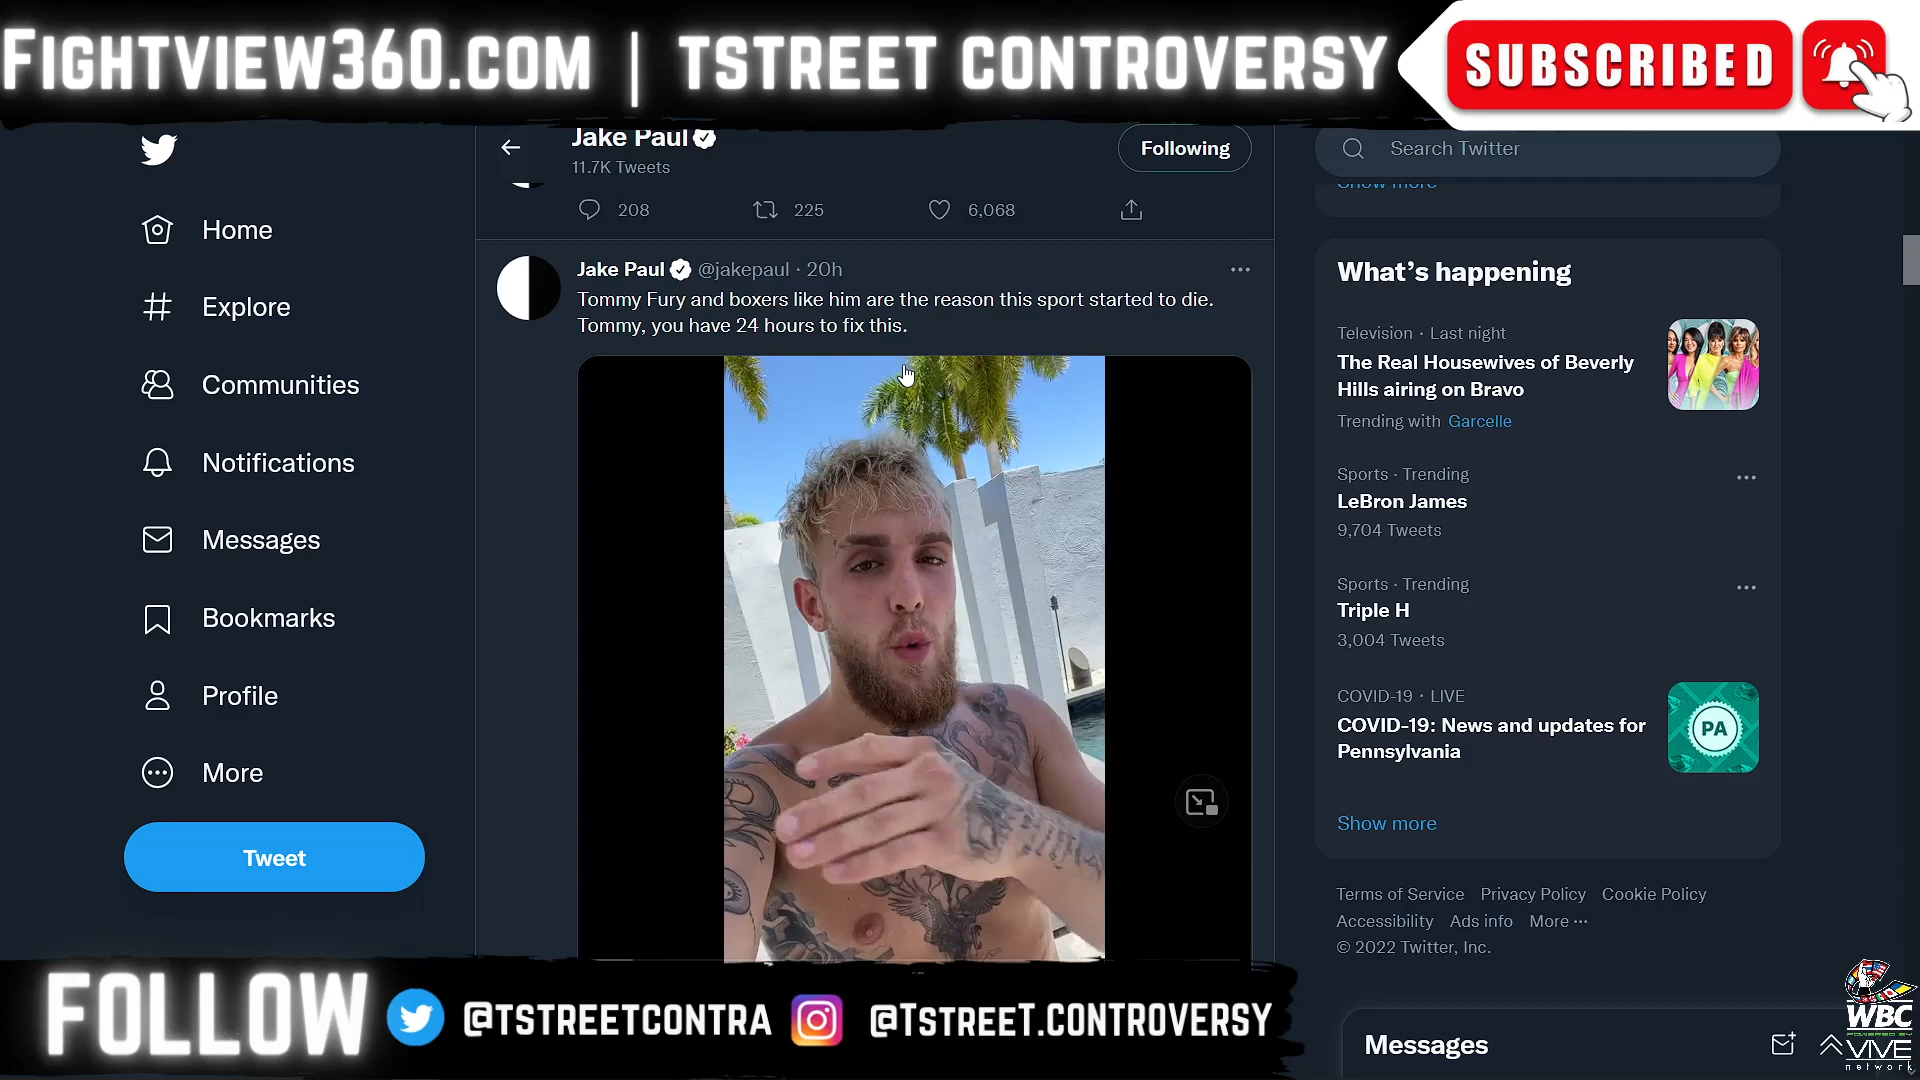 FIGHTVIEW360.COM | TSTREET CONTROVERSY
SUBSCRIBED
Jake Paul
11.7K Tweets
Following
Search Twitter
Show more
208
225
6,068
Home
Explore
Communities
Notifications
Messages
Bookmarks
Profile
More
Tweet
Jake Paul @jakepaul · 20h
Tommy Fury and boxers like him are the reason this sport started to die.
Tommy, you have 24 hours to fix this.
What's happening
Television · Last night
The Real Housewives of Beverly
Hills airing on Bravo
Trending with Garcelle
Sports · Trending
LeBron James
9,704 Tweets
Sports · Trending
Triple H
3,004 Tweets
COVID-19 · LIVE
COVID-19: News and updates for
Pennsylvania
PA
Show more
Terms of Service Privacy Policy Cookie Policy
Accessibility Ads info More ···
© 2022 Twitter, Inc.
Messages
FOLLOW
@TSTREETCONTRA
@TSTREET.CONTROVERSY
WBC
POWERED BY
VIVE
network